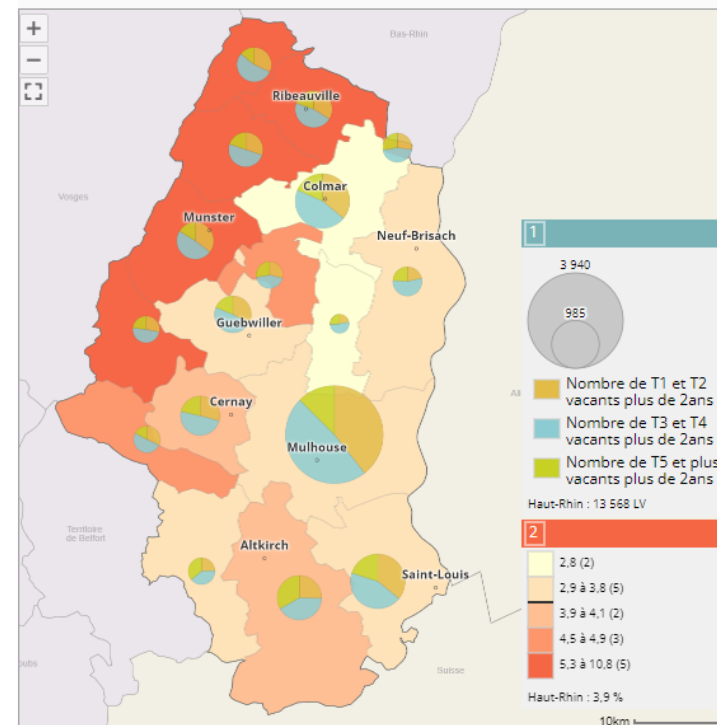 +
Bas-Rhin
−
Ribeauville
Vosges
Colmar
Munster
Neuf-Brisach
1
3 940
985
Guebwiller
Nombre de T1 et T2
vacants plus de 2ans
Cernay
Nombre de T3 et T4
vacants plus de 2ans
Mulhouse
Nombre de T5 et plus
vacants plus de 2ans
Haut-Rhin : 13 568 LV
Territoire
de Belfort
2
Altkirch
2,8 (2)
Saint-Louis
2,9 à 3,8 (5)
3,9 à 4,1 (2)
4,5 à 4,9 (3)
5,3 à 10,8 (5)
Suisse
Haut-Rhin : 3,9 %
10km